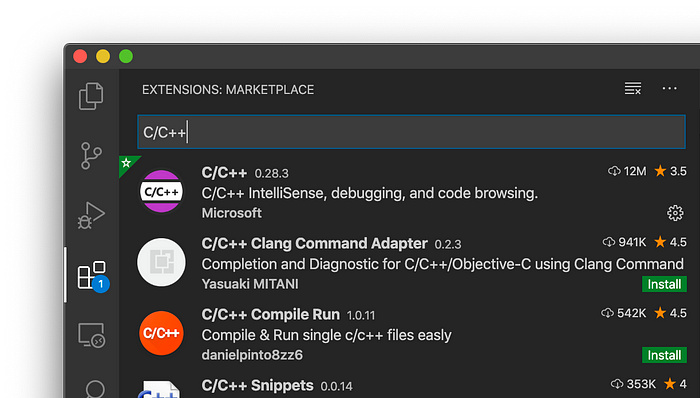 EXTENSIONS: MARKETPLACE
C/C++
C/C++ 0.28.3 12M 3.5
C/C++ C/C++ IntelliSense, debugging, and code browsing.
Microsoft
C/C++ Clang Command Adapter 0.2.3 941K 4.5
Completion and Diagnostic for C/C++/Objective-C using Clang Command
Yasuaki MITANI Install
1
C/C++ Compile Run 1.0.11 542K 4.5
C/C++ Compile & Run single c/c++ files easly
danielpinto8zz6 Install
C/C++ Snippets 0.0.14 353K 4